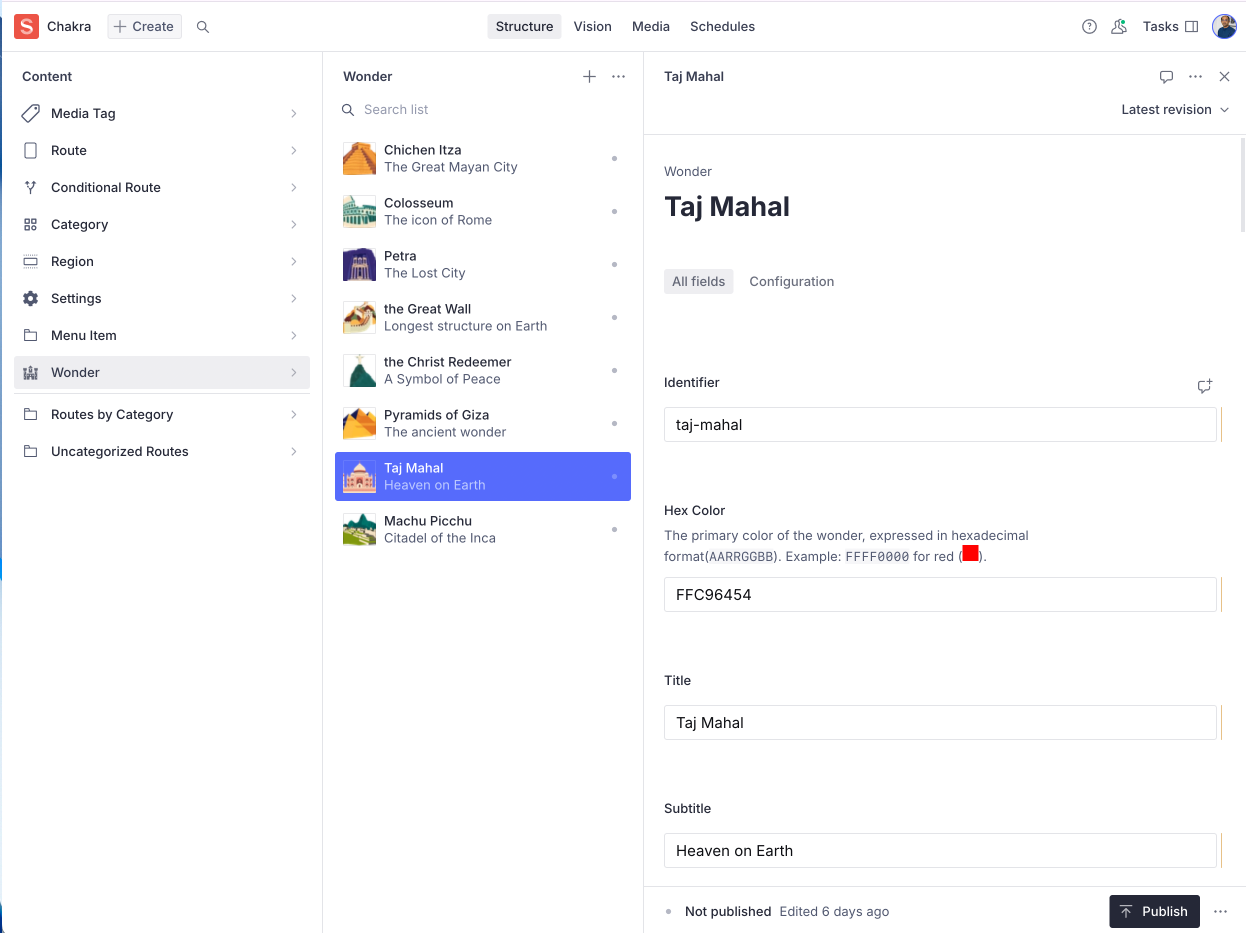 S Chakra
Create
Structure
Vision
Media
Schedules
Tasks
Content
Media Tag
Route
Conditional Route
Category
Region
Settings
Menu Item
Wonder
Routes by Category
Uncategorized Routes
Wonder
Search list
Chichen Itza
The Great Mayan City
Colosseum
The icon of Rome
Petra
The Lost City
the Great Wall
Longest structure on Earth
the Christ Redeemer
A Symbol of Peace
Pyramids of Giza
The ancient wonder
Taj Mahal
Heaven on Earth
Machu Picchu
Citadel of the Inca
Taj Mahal
Latest revision
Wonder
Taj Mahal
All fields
Configuration
Identifier
taj-mahal
Hex Color
The primary color of the wonder, expressed in hexadecimal
format(AARRGGBB). Example: FFFF0000 for red ( ).
FFC96454
Title
Taj Mahal
Subtitle
Heaven on Earth
Not published Edited 6 days ago
Publish